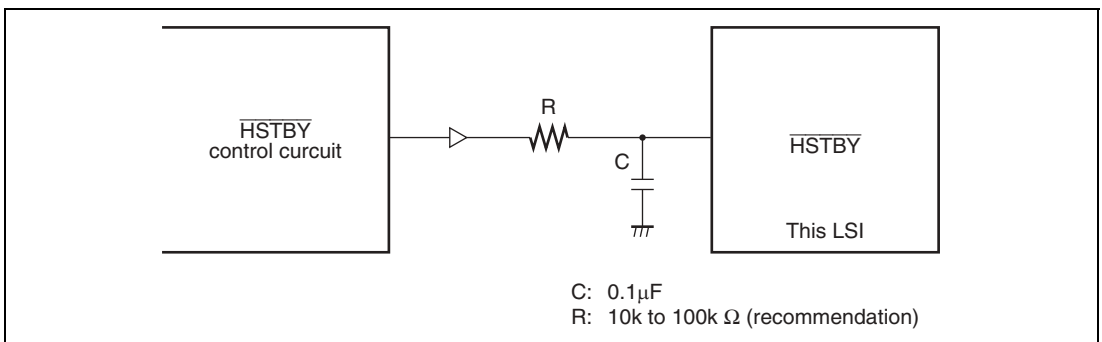 HSTBY
control curcuit
R
C
HSTBY
This LSI
C: 0.1μF
R: 10k to 100k Ω (recommendation)